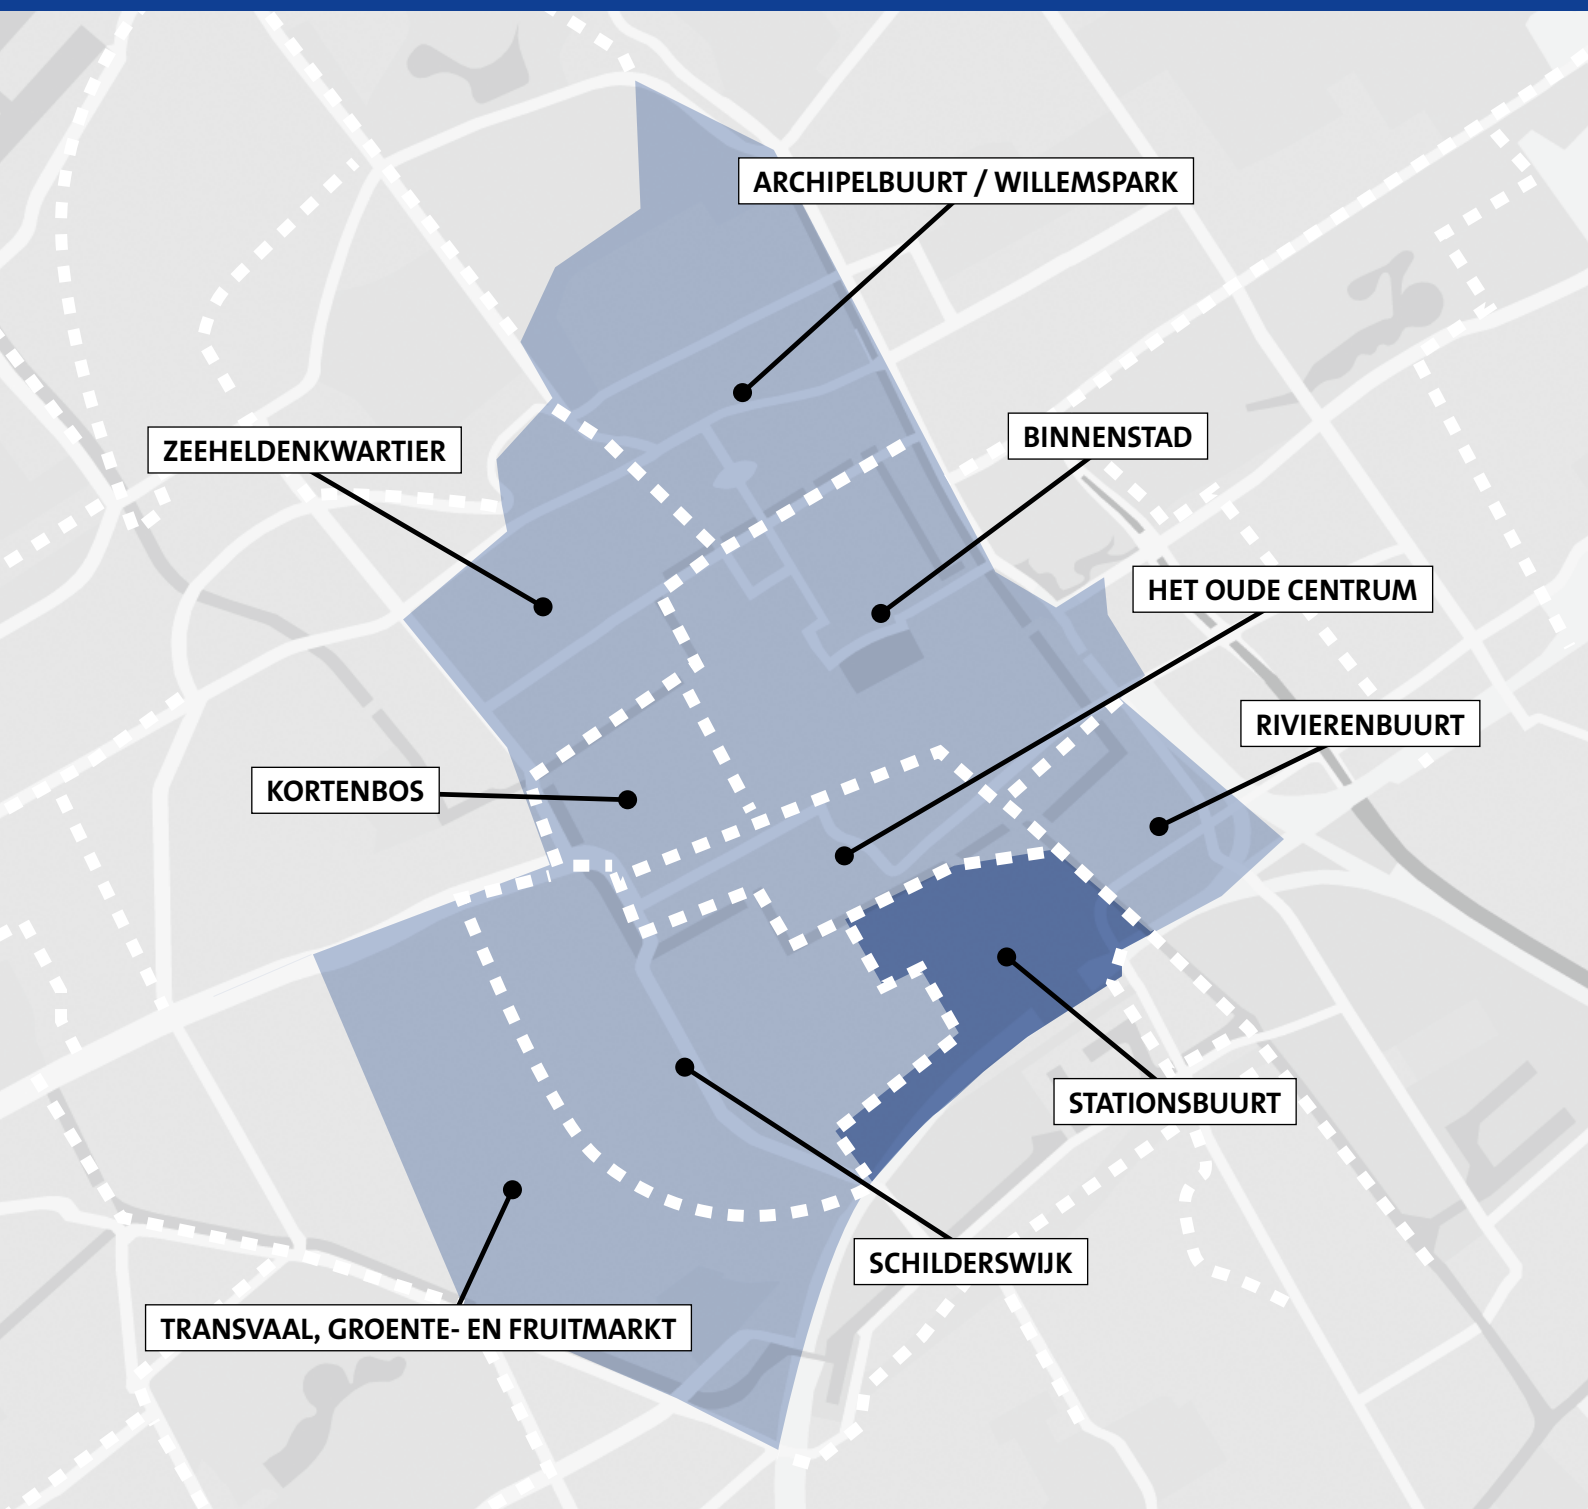 ARCHIPELBUURT / WILLEMSPARK
BINNENSTAD
ZEEHELDENKWARTIER
HET OUDE CENTRUM
RIVIERENBUURT
KORTENBOS
STATIONSBUURT
SCHILDERSWIJK
TRANSVAAL, GROENTE- EN FRUITMARKT